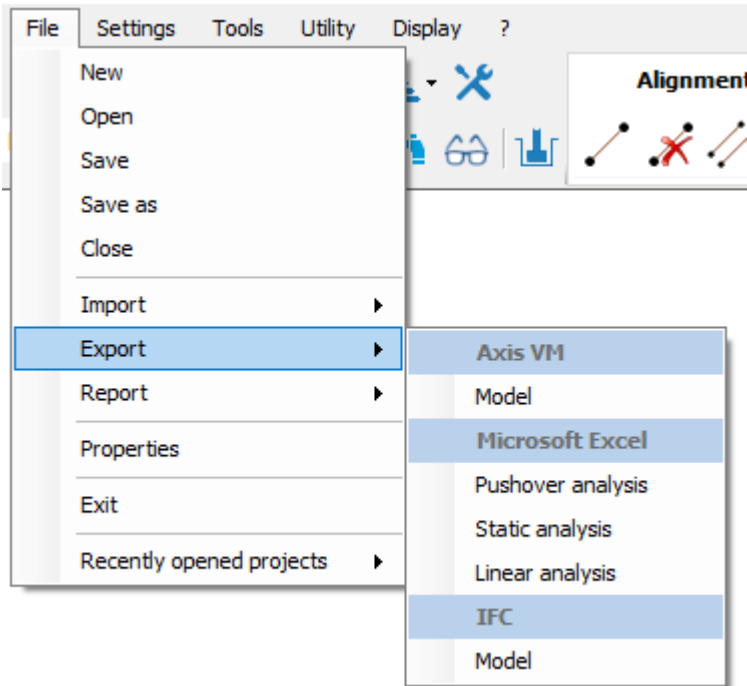 File Settings Tools Utility Display ?
Alignment
New
Open
Save
Save as
Close
Import
Export
Report
Properties
Exit
Recently opened projects
Axis VM
Model
Microsoft Excel
Pushover analysis
Static analysis
Linear analysis
IFC
Model